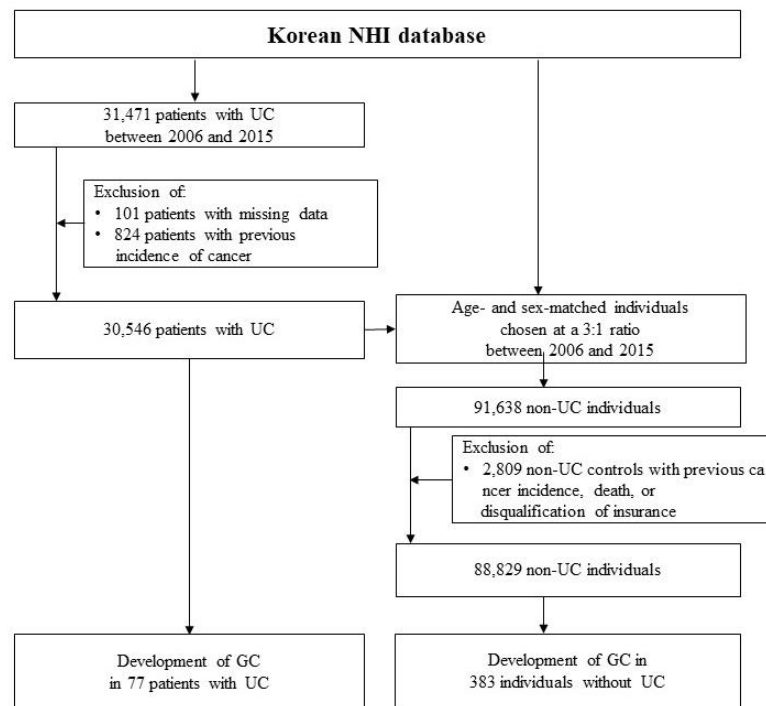 Korean NHI database
31,471 patients with UC
between 2006 and 2015
Exclusion of:
• 101 patients with missing data
• 824 patients with previous
incidence of cancer
30,546 patients with UC
Age- and sex-matched individuals
chosen at a 3:1 ratio
between 2006 and 2015
91,638 non-UC individuals
Exclusion of:
• 2,809 non-UC controls with previous ca
ncer incidence, death, or
disqualification of insurance
88,829 non-UC individuals
Development of GC
in 77 patients with UC
Development of GC in
383 individuals without UC